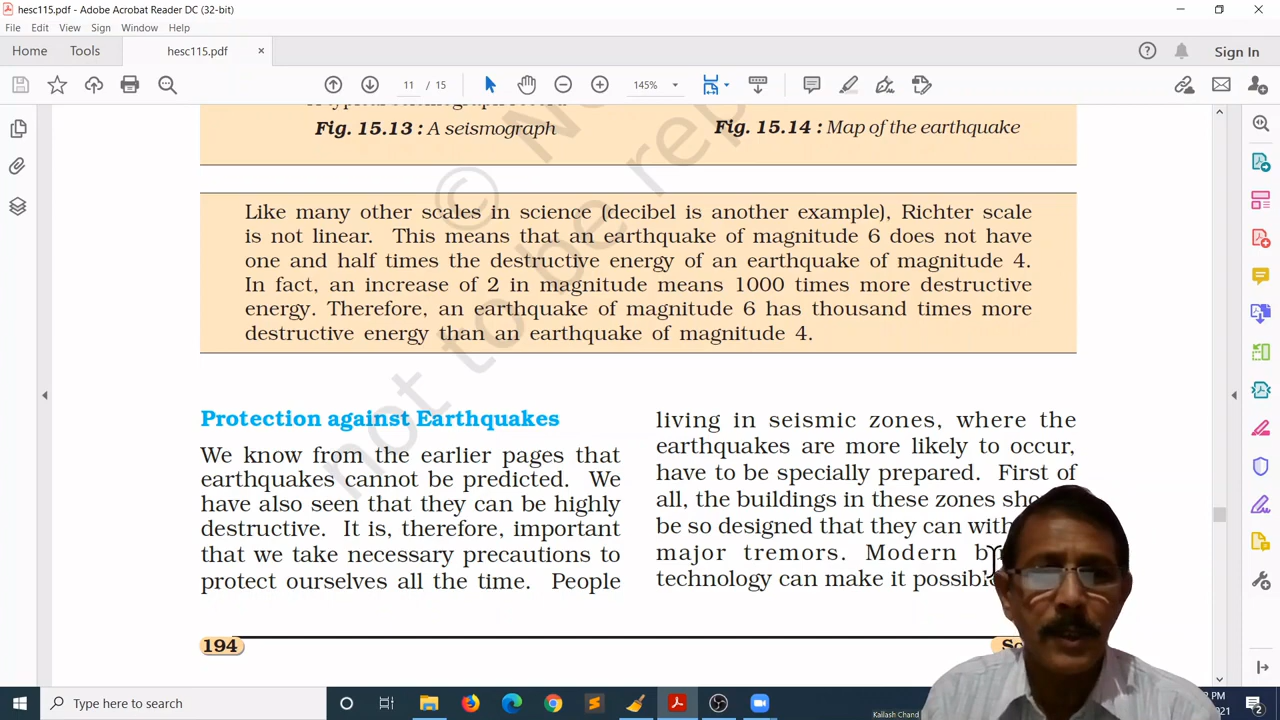 hesc115.pdf - Adobe Acrobat Reader DC (32-bit)
File Edit View Sign Window Help
Home Tools hesc115.pdf × Sign In
11 / 15 145%
Fig. 15.13 : A seismograph
Fig. 15.14 : Map of the earthquake
Like many other scales in science (decibel is another example), Richter scale
is not linear. This means that an earthquake of magnitude 6 does not have
one and half times the destructive energy of an earthquake of magnitude 4.
In fact, an increase of 2 in magnitude means 1000 times more destructive
energy. Therefore, an earthquake of magnitude 6 has thousand times more
destructive energy than an earthquake of magnitude 4.
Protection against Earthquakes
We know from the earlier pages that
earthquakes cannot be predicted. We
have also seen that they can be highly
destructive. It is, therefore, important
that we take necessary precautions to
protect ourselves all the time. People
living in seismic zones, where the
earthquakes are more likely to occur,
have to be specially prepared. First of
all, the buildings in these zones
be so designed that they can
major tremors. Modern
technology can make it
194
© 
not to be rep
Type here to search
Kailash Chand
2